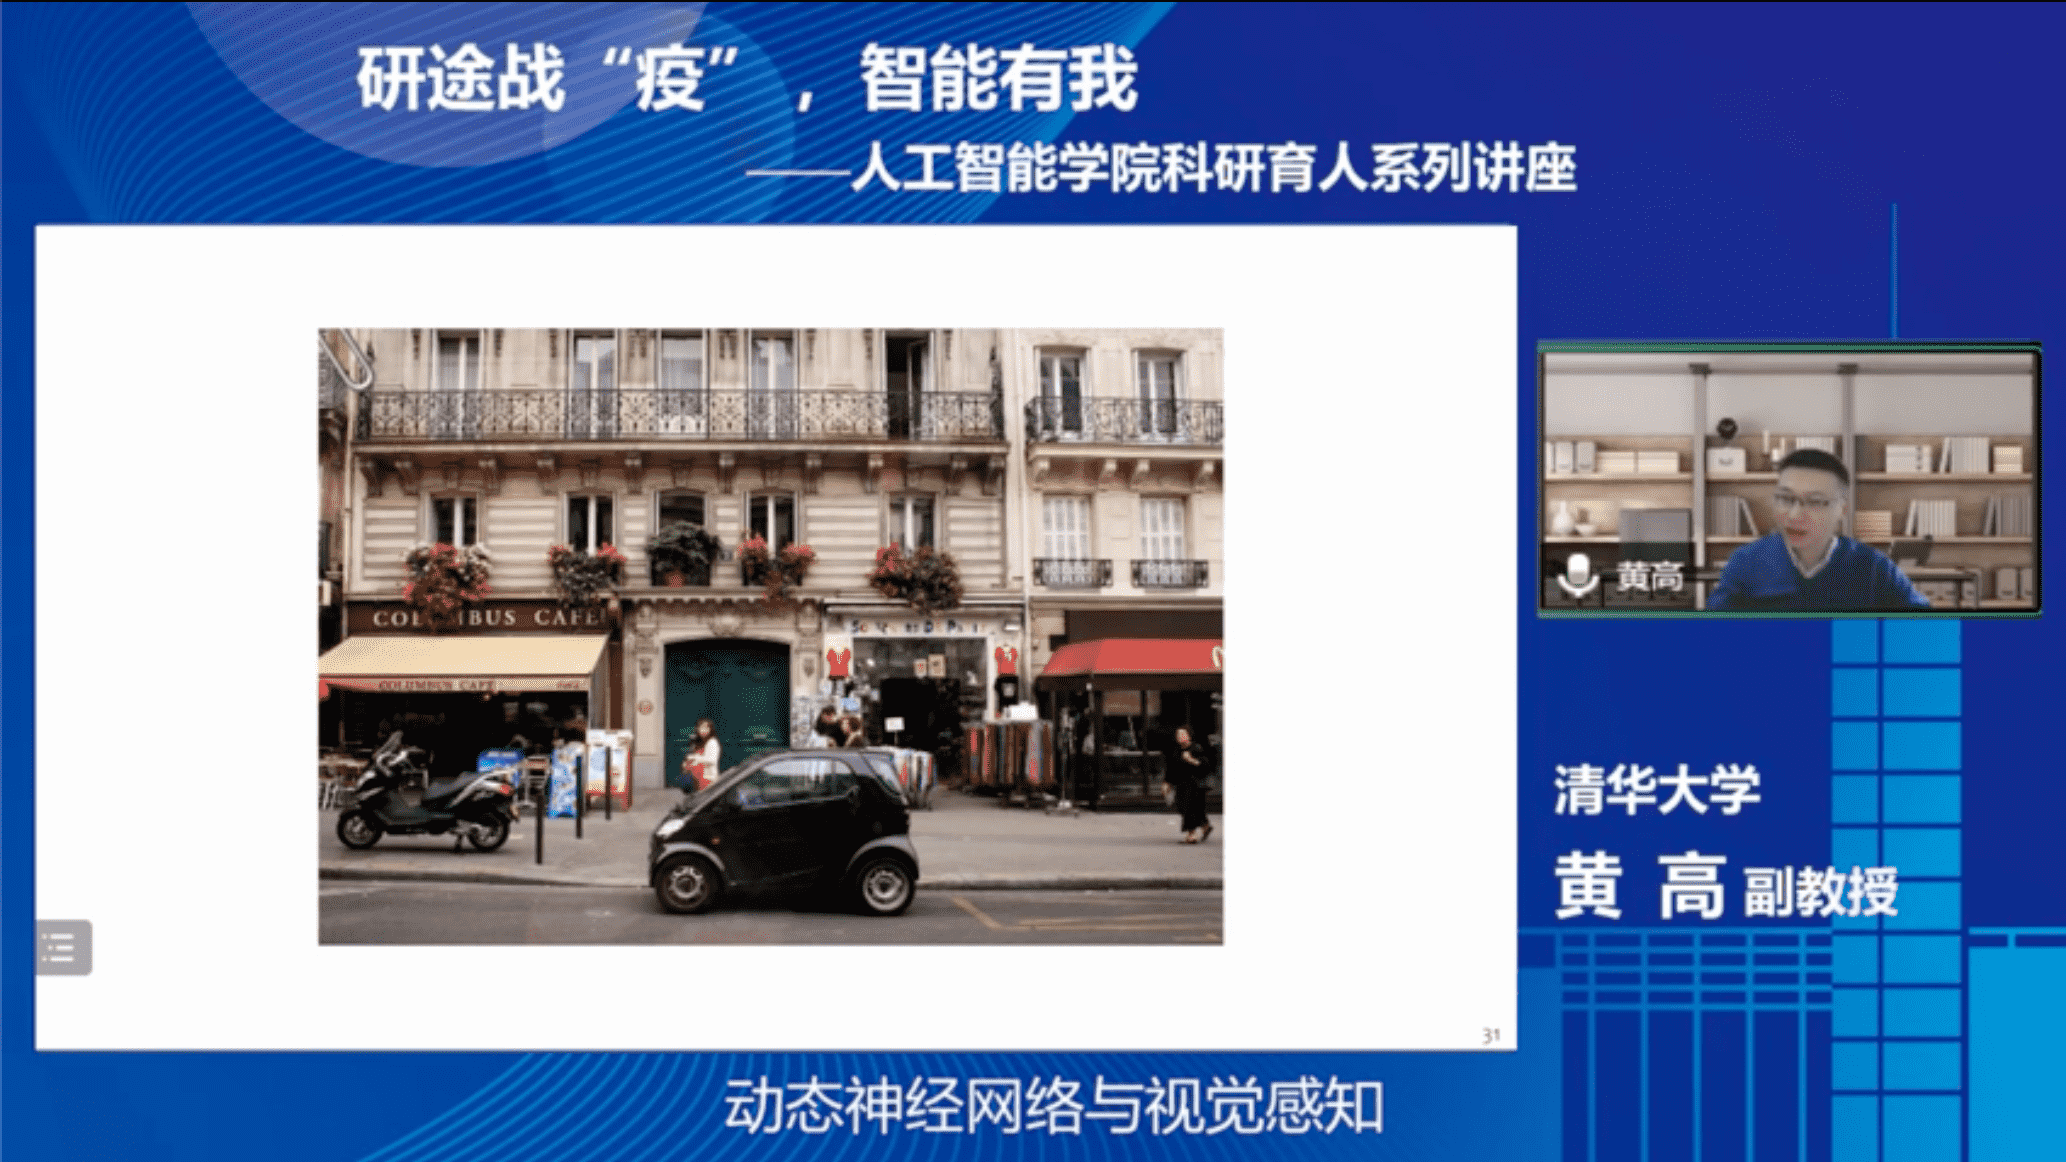 研途战“疫”，智能有我
——人工智能学院科研育人系列讲座
COLUMBUS CAFE
COLUMBUS CAFE
黄高
清华大学
黄 高 副教授
31
动态神经网络与视觉感知